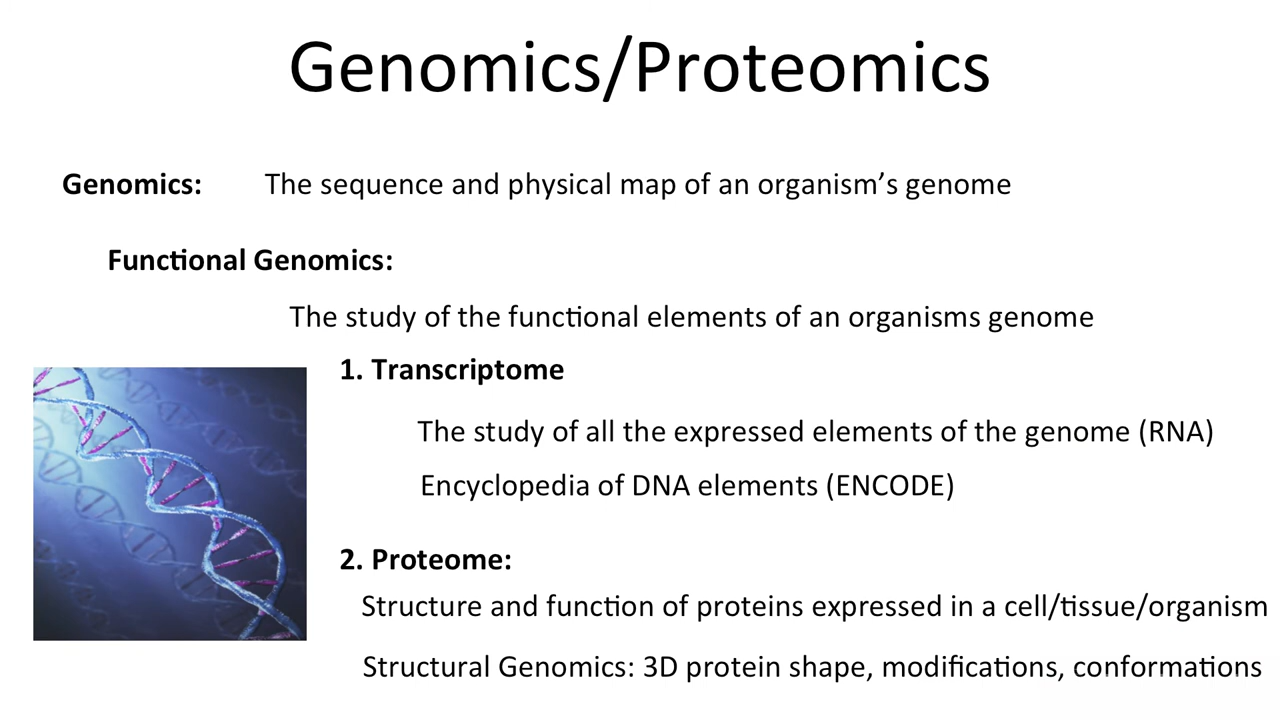 Genomics/Proteomics
Genomics: The sequence and physical map of an organism’s genome
Functional Genomics:
The study of the functional elements of an organisms genome
1. Transcriptome
The study of all the expressed elements of the genome (RNA)
Encyclopedia of DNA elements (ENCODE)
2. Proteome:
Structure and function of proteins expressed in a cell/tissue/organism
Structural Genomics: 3D protein shape, modifications, conformations